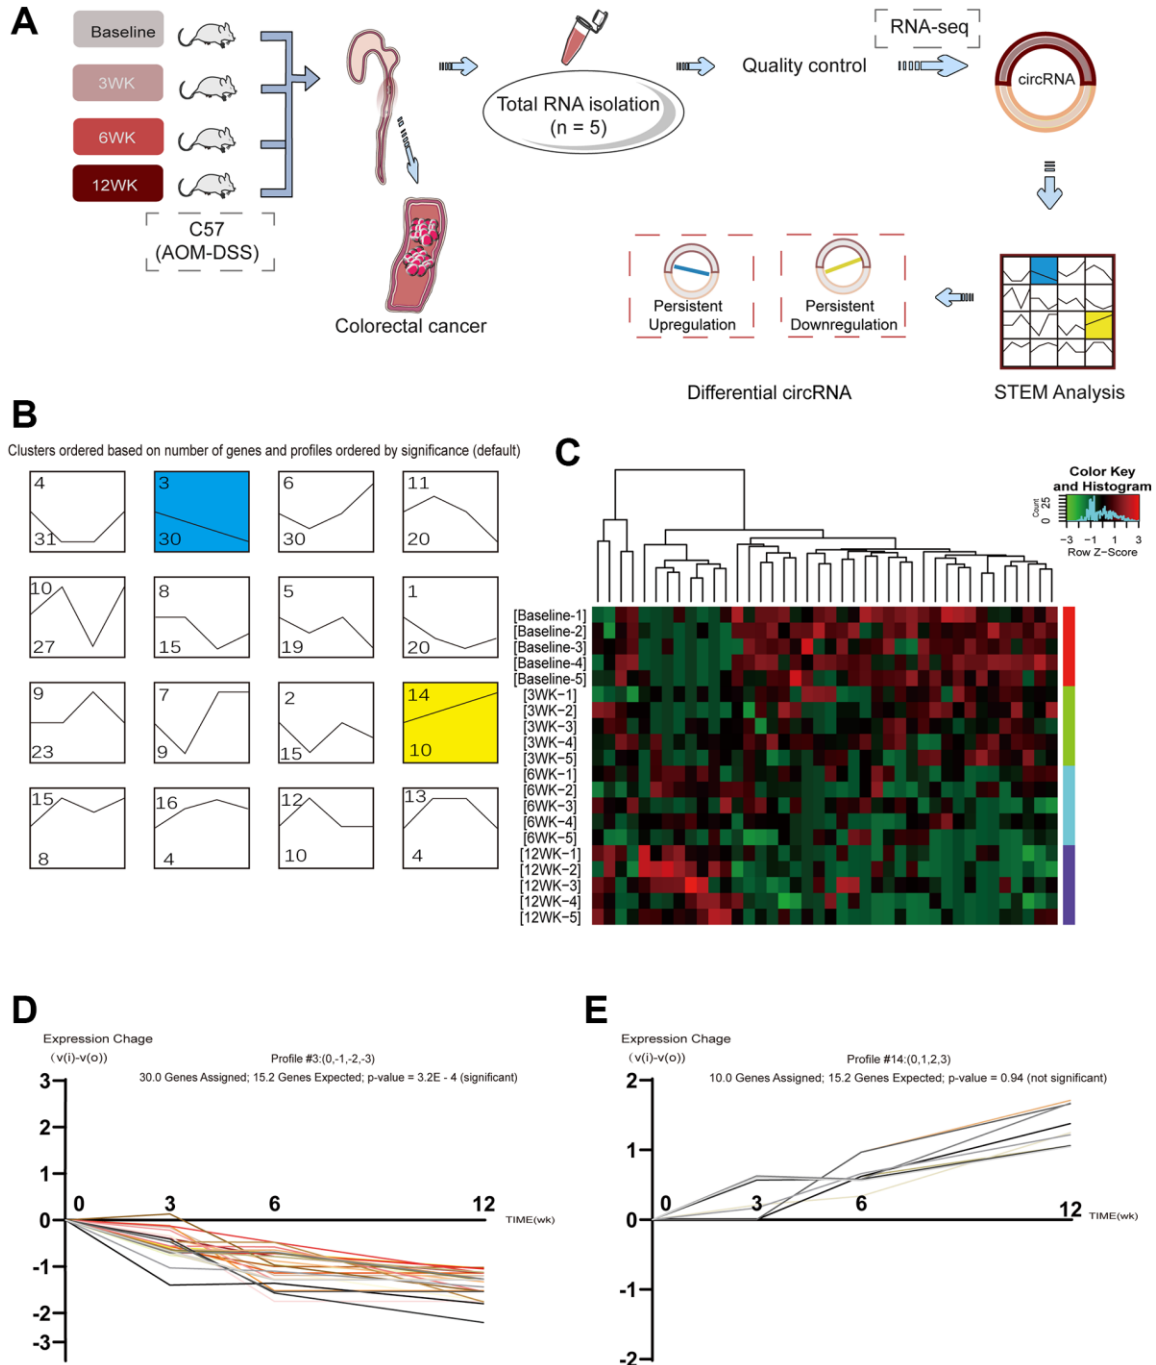 A
Baseline
3WK
6WK
12WK
C57
(AOM-DSS)
Colorectal cancer
Total RNA isolation
(n = 5)
Quality control
RNA-seq
circRNA
Persistent
Upregulation
Persistent
Downregulation
Differential circRNA
STEM Analysis
B
Clusters ordered based on number of genes and profiles ordered by significance (default)
4
31
3
30
6
30
11
20
10
27
8
15
5
19
1
20
9
23
7
9
2
15
14
10
15
8
16
4
12
10
13
4
C
Color Key
and Histogram
Count
0 25
−3 −1 1 3
Row Z−Score
[Baseline-1]
[Baseline-2]
[Baseline-3]
[Baseline-4]
[Baseline-5]
[3WK−1]
[3WK−2]
[3WK−3]
[3WK−4]
[3WK−5]
[6WK−1]
[6WK−2]
[6WK−3]
[6WK−4]
[6WK−5]
[12WK−1]
[12WK−2]
[12WK−3]
[12WK−4]
[12WK−5]
D
Expression Chage
(v(i)-v(o))
Profile #3:(0,-1,-2,-3)
30.0 Genes Assigned; 15.2 Genes Expected; p-value = 3.2E - 4 (significant)
3
2
1
0
-1
-2
-3
0 3 6 12
TIME(wk)
E
Expression Chage
(v(i)-v(o))
Profile #14:(0,1,2,3)
10.0 Genes Assigned; 15.2 Genes Expected; p-value = 0.94 (not significant)
2
1
0
-1
-2
0 3 6 12
TIME(wk)